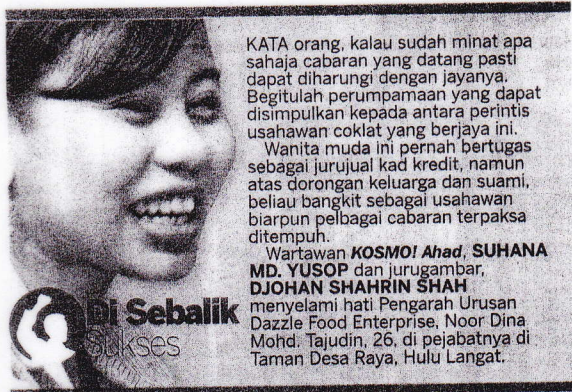 KATA orang, kalau sudah minat apa
sahaja cabaran yang datang pasti
dapat diharungi dengan jayanya.
Begitulah perumpamaan yang dapat
disimpulkan kepada antara perintis
usahawan coklat yang berjaya ini.
Wanita muda ini pernah bertugas
sebagai jurujual kad kredit, namun
atas dorongan keluarga dan suami,
beliau bangkit sebagai usahawan
biarpun pelbagai cabaran terpaksa
ditempuh.
Wartawan KOSMO! Ahad, SUHANA
MD. YUSOP dan jurugambar,
DJOHAN SHAHRIN SHAH
menyelami hati Pengarah Urusan
Dazzle Food Enterprise, Noor Dina
Mohd. Tajudin, 26, di pejabatnya di
Taman Desa Raya, Hulu Langat.
Di Sebalik
Sukses